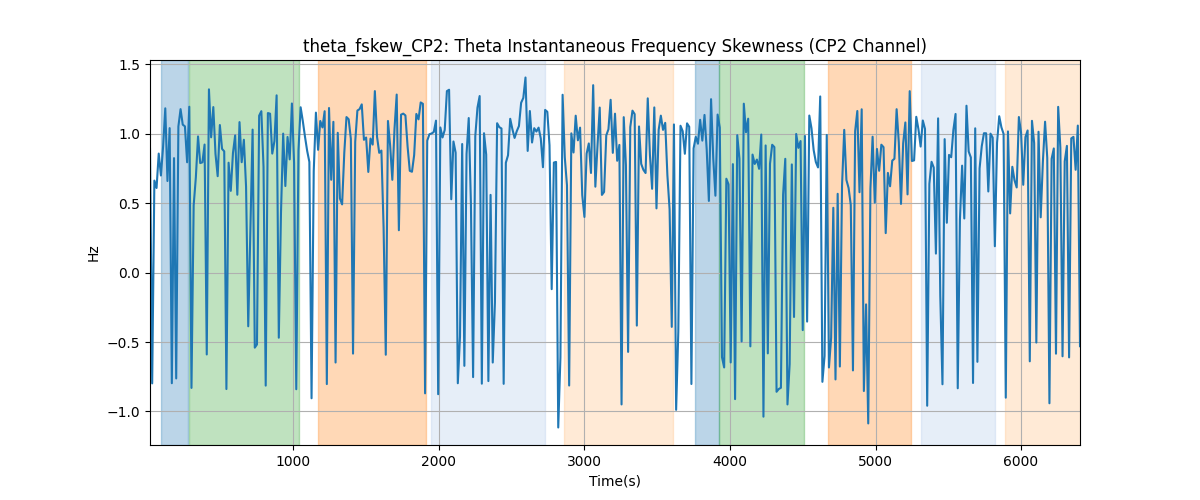 theta_fskew_CP2: Theta Instantaneous Frequency Skewness (CP2 Channel)
1.5
1.0
0.5
0.0
−0.5
−1.0
Hz
1000 2000 3000 4000 5000 6000
Time(s)